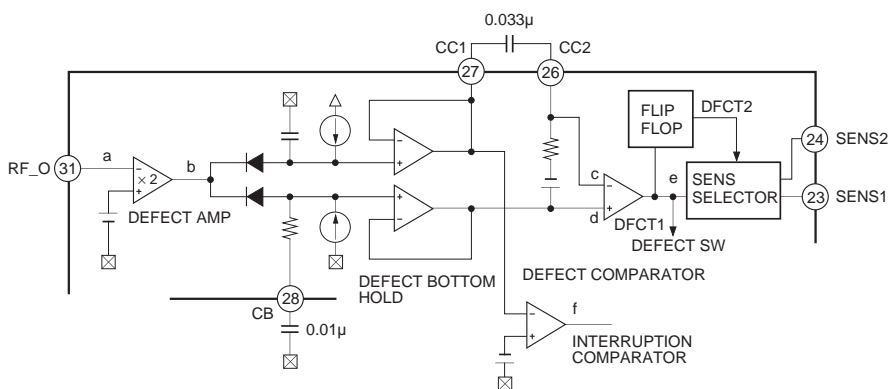 0.033μ
CC1
CC2
27
26
FLIP
FLOP
DFCT2
24
SENS2
RF_O
31
a
b
c
e
SENS
SELECTOR
× 2
DEFECT AMP
d
23
SENS1
DFCT1
DEFECT SW
DEFECT BOTTOM
HOLD
DEFECT COMPARATOR
28
CB
0.01μ
f
INTERRUPTION
COMPARATOR